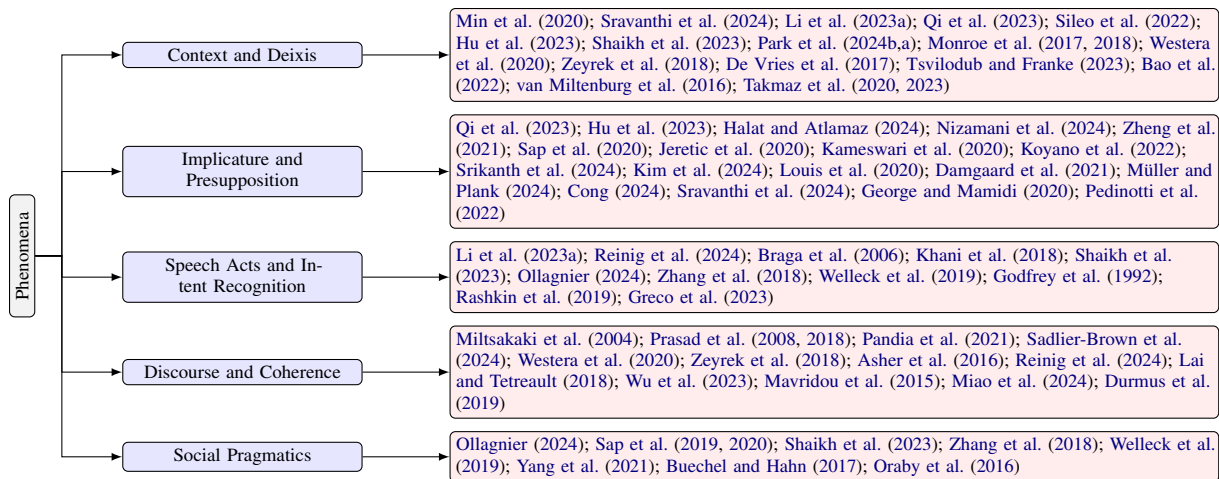 Phenomena
Context and Deixis
Min et al. (2020); Sravanthi et al. (2024); Li et al. (2023a); Qi et al. (2023); Sileo et al. (2022);
Hu et al. (2023); Shaikh et al. (2023); Park et al. (2024b,a); Monroe et al. (2017, 2018); Westera
et al. (2020); Zeyrek et al. (2018); De Vries et al. (2017); Tsvilodub and Franke (2023); Bao et al.
(2022); van Miltenburg et al. (2016); Takmaz et al. (2020, 2023)
Implicature and
Presupposition
Qi et al. (2023); Hu et al. (2023); Halat and Atlamaz (2024); Nizamani et al. (2024); Zheng et al.
(2021); Sap et al. (2020); Jeretic et al. (2020); Kameswari et al. (2020); Koyano et al. (2022);
Srikanth et al. (2024); Kim et al. (2024); Louis et al. (2020); Damgaard et al. (2021); Müller and
Plank (2024); Cong (2024); Sravanthi et al. (2024); George and Mamidi (2020); Pedinotti et al.
(2022)
Speech Acts and In-
tent Recognition
Li et al. (2023a); Reinig et al. (2024); Braga et al. (2006); Khani et al. (2018); Shaikh et al.
(2023); Ollagnier (2024); Zhang et al. (2018); Welleck et al. (2019); Godfrey et al. (1992);
Rashkin et al. (2019); Greco et al. (2023)
Discourse and Coherence
Miltsakaki et al. (2004); Prasad et al. (2008, 2018); Pandia et al. (2021); Sadlier-Brown et al.
(2024); Westera et al. (2020); Zeyrek et al. (2018); Asher et al. (2016); Reinig et al. (2024); Lai
and Tetreault (2018); Wu et al. (2023); Mavridou et al. (2015); Miao et al. (2024); Durmus et al.
(2019)
Social Pragmatics
Ollagnier (2024); Sap et al. (2019, 2020); Shaikh et al. (2023); Zhang et al. (2018); Welleck et al.
(2019); Yang et al. (2021); Buechel and Hahn (2017); Oraby et al. (2016)